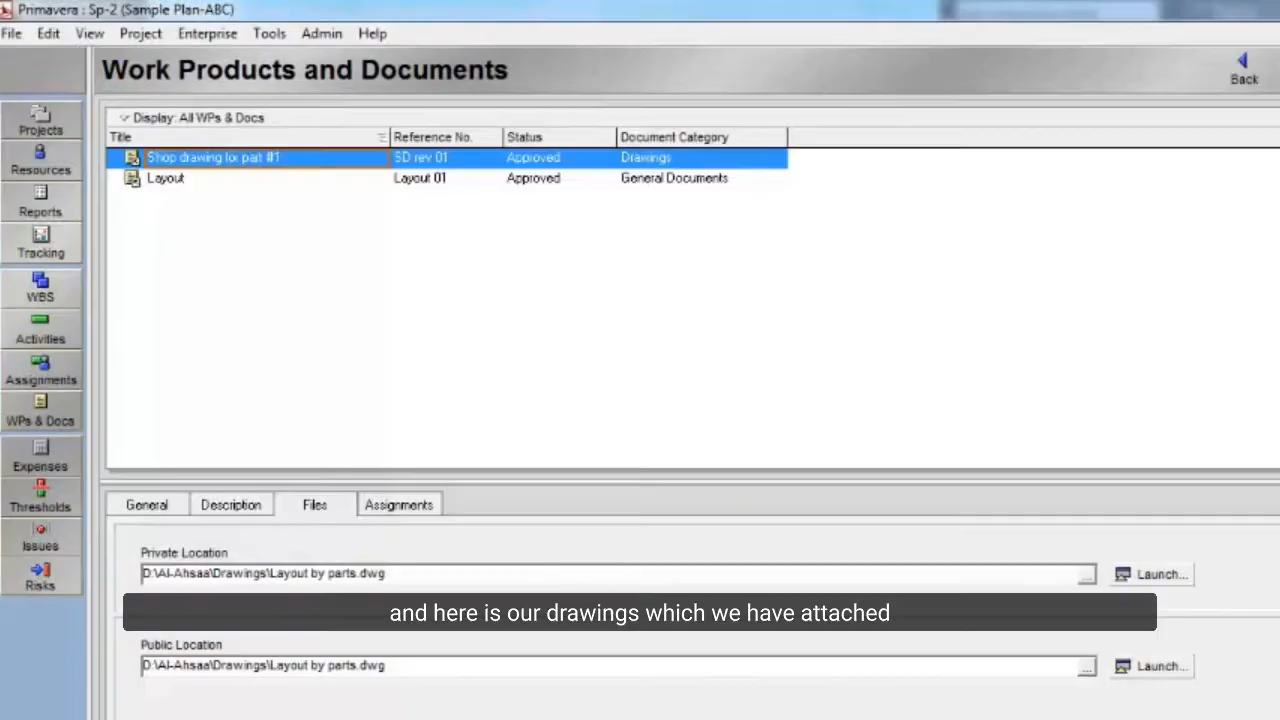 Primavera : Sp-2 (Sample Plan-ABC)
File Edit View Project Enterprise Tools Admin Help
Work Products and Documents
Back
Display: All WPs & Docs
Title Reference No. Status Document Category
Shop drawing for part #1 SD rev 01 Approved Drawings
Layout Layout 01 Approved General Documents
Projects
Resources
Reports
Tracking
WBS
Activities
Assignments
WPs & Docs
Expenses
Thresholds
Issues
Risks
General Description Files Assignments
Private Location
D:\Al-Ahsaa\Drawings\Layout by parts.dwg ... Launch...
and here is our drawings which we have attached
Public Location
D:\Al-Ahsaa\Drawings\Layout by parts.dwg ... Launch...